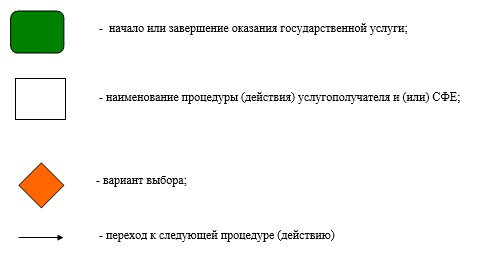 - начало или завершение оказания государственной услуги;
- наименование процедуры (действия) услугополучателя и (или) СФЕ;
- вариант выбора;
- переход к следующей процедуре (действию)